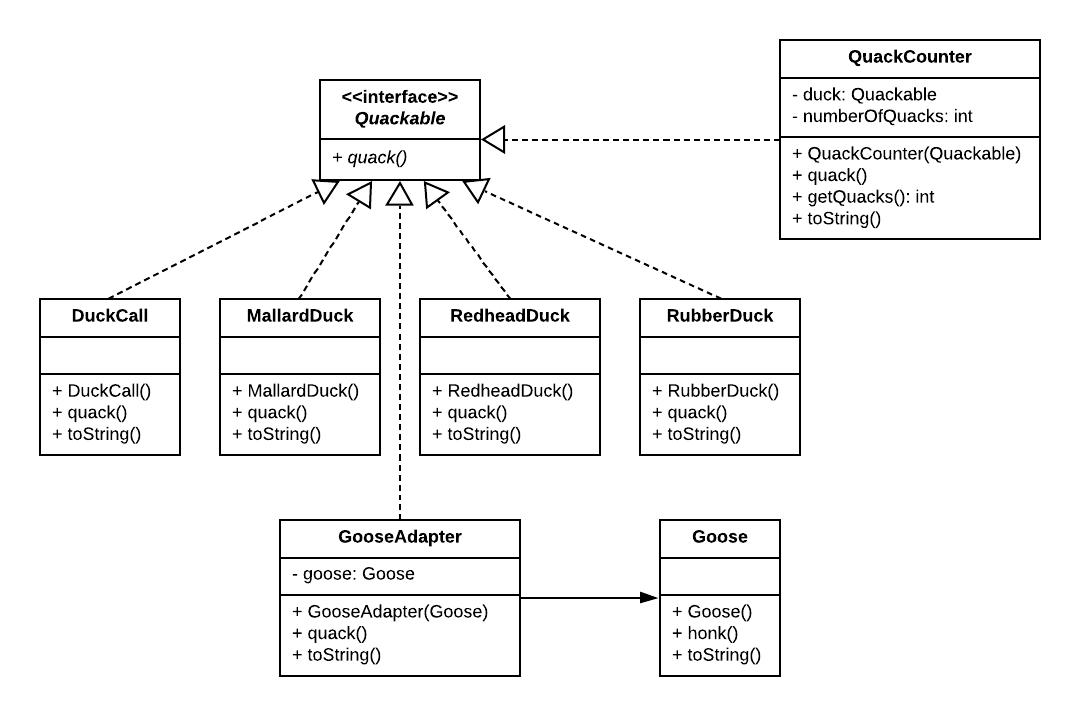 QuackCounter
- duck: Quackable
- numberOfQuacks: int
+ QuackCounter(Quackable)
+ quack()
+ getQuacks(): int
+ toString()
<<interface>>
Quackable
+ quack()
DuckCall
+ DuckCall()
+ quack()
+ toString()
MallardDuck
+ MallardDuck()
+ quack()
+ toString()
RedheadDuck
+ RedheadDuck()
+ quack()
+ toString()
RubberDuck
+ RubberDuck()
+ quack()
+ toString()
GooseAdapter
- goose: Goose
+ GooseAdapter(Goose)
+ quack()
+ toString()
Goose
+ Goose()
+ honk()
+ toString()